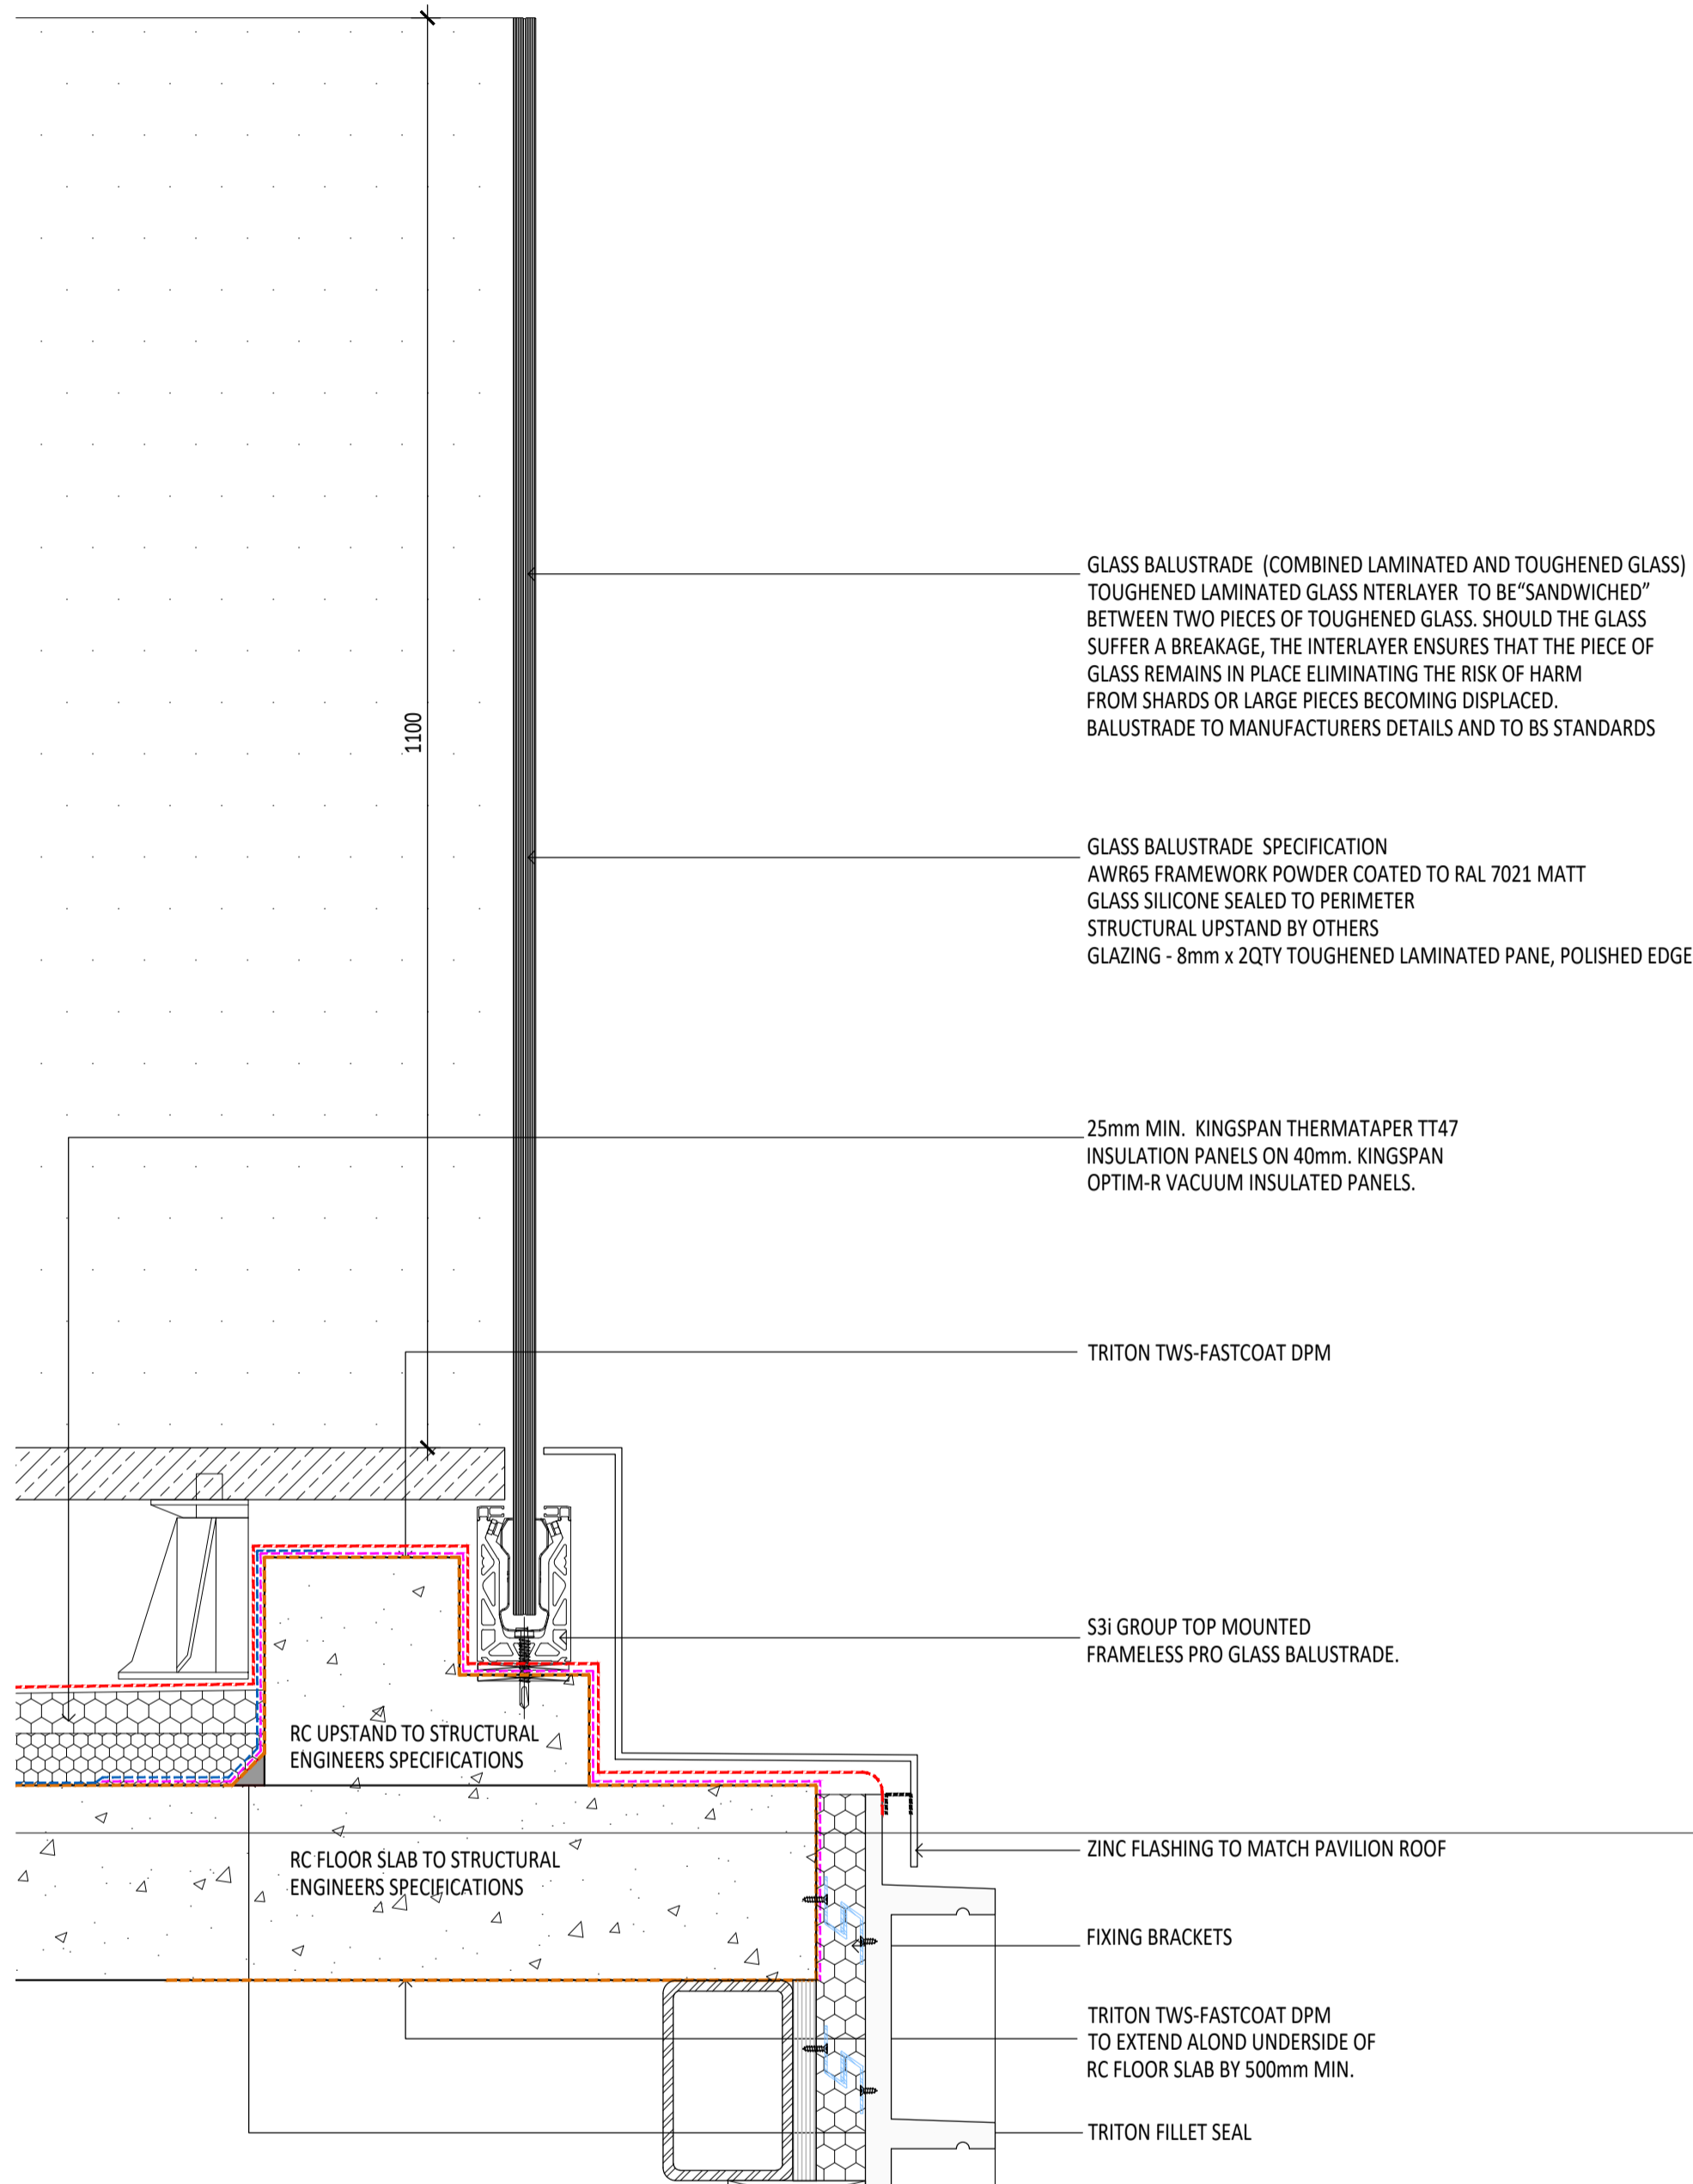 GLASS BALUSTRADE (COMBINED LAMINATED AND TOUGHENED GLASS)
TOUGHENED LAMINATED GLASS NTERLAYER TO BE“SANDWICHED”
BETWEEN TWO PIECES OF TOUGHENED GLASS. SHOULD THE GLASS
SUFFER A BREAKAGE, THE INTERLAYER ENSURES THAT THE PIECE OF
GLASS REMAINS IN PLACE ELIMINATING THE RISK OF HARM
FROM SHARDS OR LARGE PIECES BECOMING DISPLACED.
BALUSTRADE TO MANUFACTURERS DETAILS AND TO BS STANDARDS
1100
GLASS BALUSTRADE SPECIFICATION
AWR65 FRAMEWORK POWDER COATED TO RAL 7021 MATT
GLASS SILICONE SEALED TO PERIMETER
STRUCTURAL UPSTAND BY OTHERS
GLAZING - 8mm x 2QTY TOUGHENED LAMINATED PANE, POLISHED EDGE
25mm MIN. KINGSPAN THERMATAPER TT47
INSULATION PANELS ON 40mm. KINGSPAN
OPTIM-R VACUUM INSULATED PANELS.
TRITON TWS-FASTCOAT DPM
S3i GROUP TOP MOUNTED
FRAMELESS PRO GLASS BALUSTRADE.
RC UPSTAND TO STRUCTURAL
ENGINEERS SPECIFICATIONS
RC FLOOR SLAB TO STRUCTURAL
ENGINEERS SPECIFICATIONS
ZINC FLASHING TO MATCH PAVILION ROOF
FIXING BRACKETS
TRITON TWS-FASTCOAT DPM
TO EXTEND ALOND UNDERSIDE OF
RC FLOOR SLAB BY 500mm MIN.
TRITON FILLET SEAL